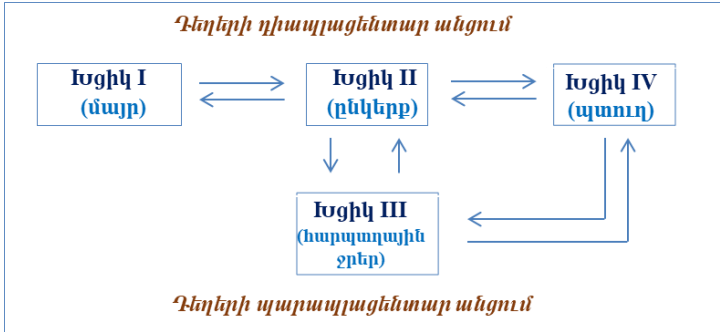 Դեղերի դիապլացենտար անցում
Խցիկ I
(մայր)
Խցիկ II
(ընկերք)
Խցիկ IV
(պտուղ)
Խցիկ III
(հարպտղային
ջրեր)
Դեղերի պարապլացենտար անցում